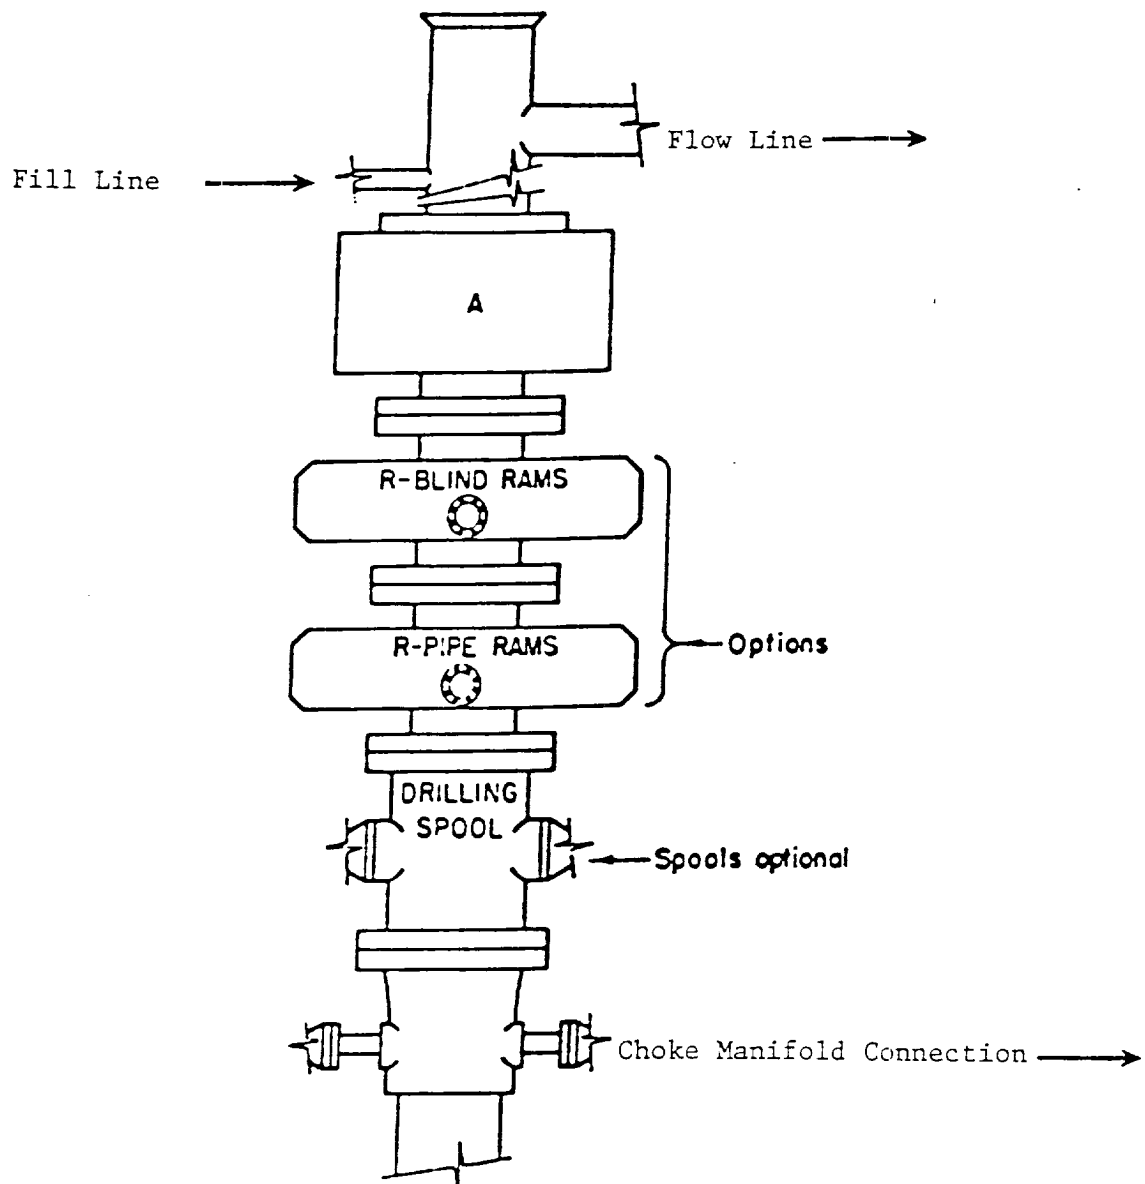 Flow Line
Fill Line
A
R-BLIND RAMS
R-PIPE RAMS
Options
DRILLING
SPOOL
Spools optional
Choke Manifold Connection